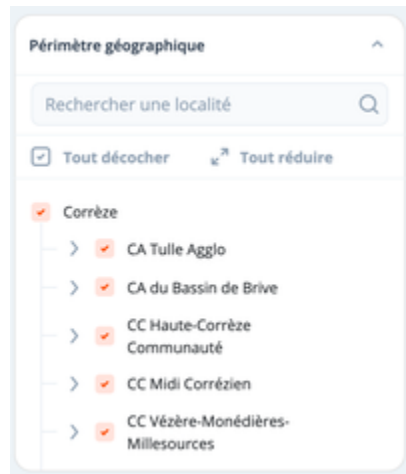 Périmètre géographique
Rechercher une localité
Tout décocher Tout réduire
Corrèze
CA Tulle Agglo
CA du Bassin de Brive
CC Haute-Corrèze
Communauté
CC Midi Corrézien
CC Vézère-Monédières-
Millesources